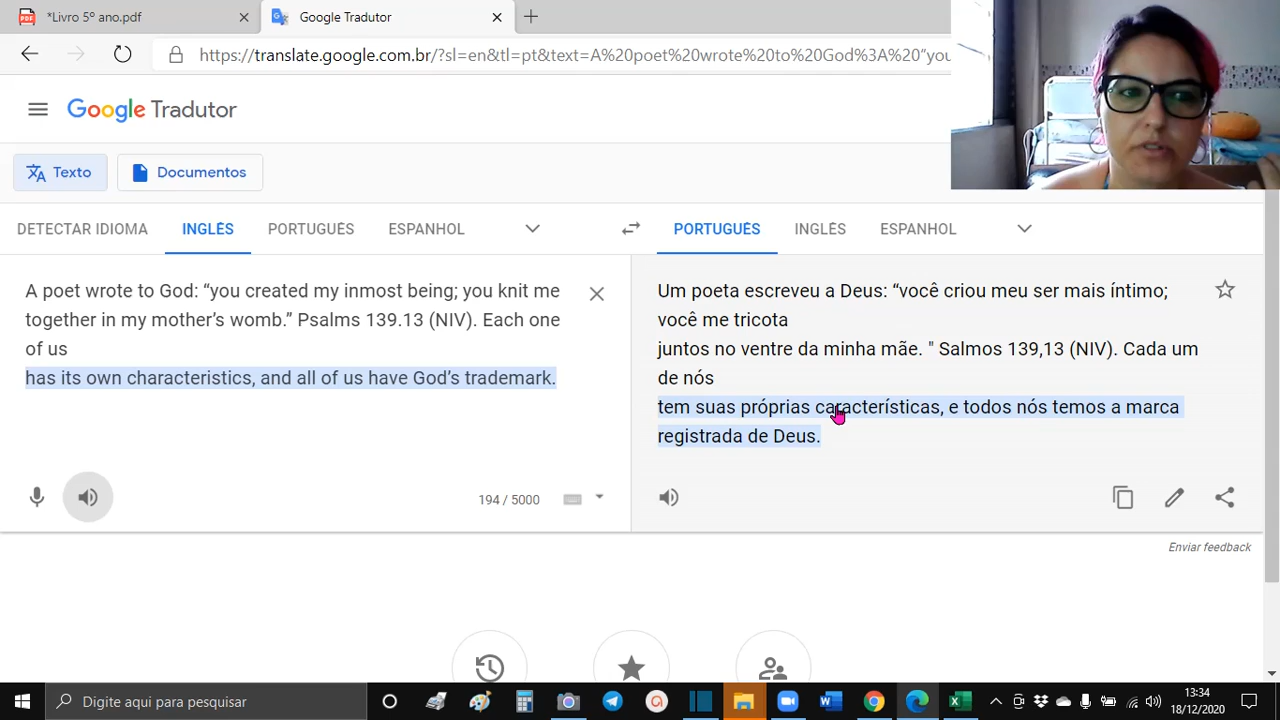 *Livro 5º ano.pdf
Google Tradutor
https://translate.google.com.br/?sl=en&tl=pt&text=A%20poet%20wrote%20to%20God%3A%20“you
Google Tradutor
Texto
Documentos
DETECTAR IDIOMA
INGLÊS
PORTUGUÊS
ESPANHOL
PORTUGUÊS
INGLÊS
ESPANHOL
A poet wrote to God: “you created my inmost being; you knit me
together in my mother’s womb.” Psalms 139.13 (NIV). Each one
of us
has its own characteristics, and all of us have God’s trademark.
194 / 5000
Um poeta escreveu a Deus: “você criou meu ser mais íntimo;
você me tricota
juntos no ventre da minha mãe. " Salmos 139,13 (NIV). Cada um
de nós
tem suas próprias características, e todos nós temos a marca
registrada de Deus.
Enviar feedback
Digite aqui para pesquisar
13:34
18/12/2020